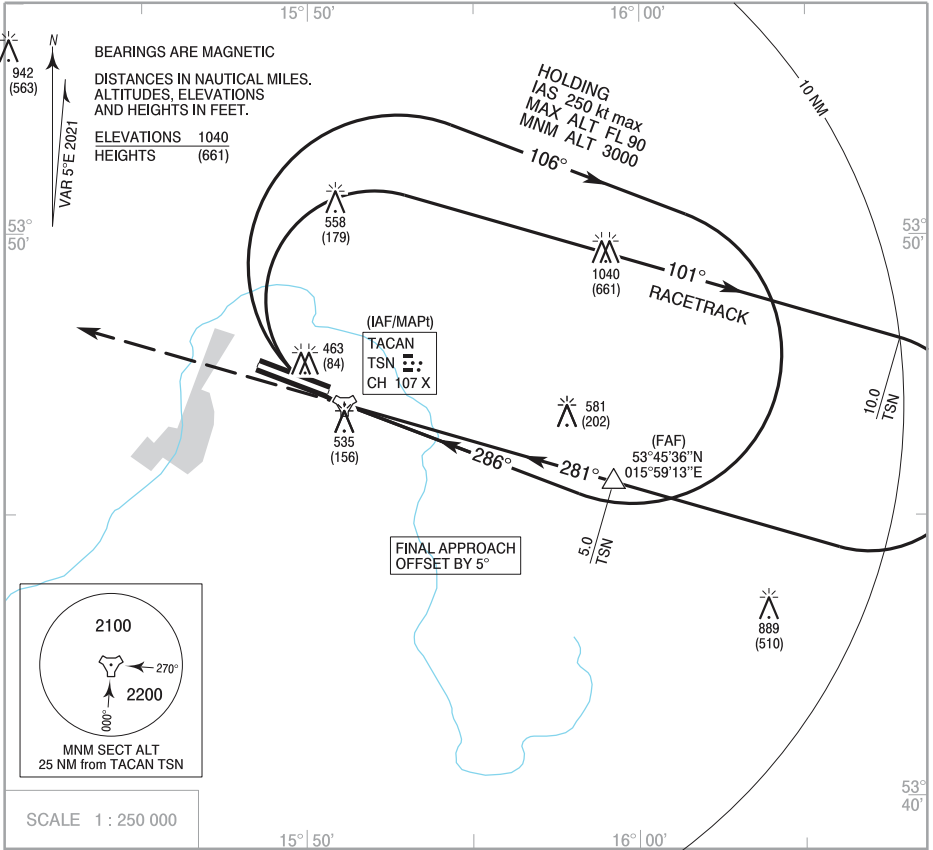 15° 50'
16° 00'
N
942
(563)
VAR 5°E 2021
BEARINGS ARE MAGNETIC
DISTANCES IN NAUTICAL MILES.
ALTITUDES, ELEVATIONS
AND HEIGHTS IN FEET.
ELEVATIONS 1040
HEIGHTS (661)
HOLDING
IAS 250 kt max
MAX ALT FL 90
MNM ALT 3000
10 NM
106°
53°
50'
53°
50'
558
(179)
1040
(661)
101°
RACETRACK
(IAF/MAPt)
TACAN
TSN
CH 107 X
463
(84)
535
(156)
581
(202)
10.0
TSN
286°
281°
(FAF)
53°45'36"N
015°59'13"E
5.0
TSN
FINAL APPROACH
OFFSET BY 5°
889
(510)
2100
270°
2200
000°
MNM SECT ALT
25 NM from TACAN TSN
53°
40'
SCALE 1 : 250 000
15° 50'
16° 00'